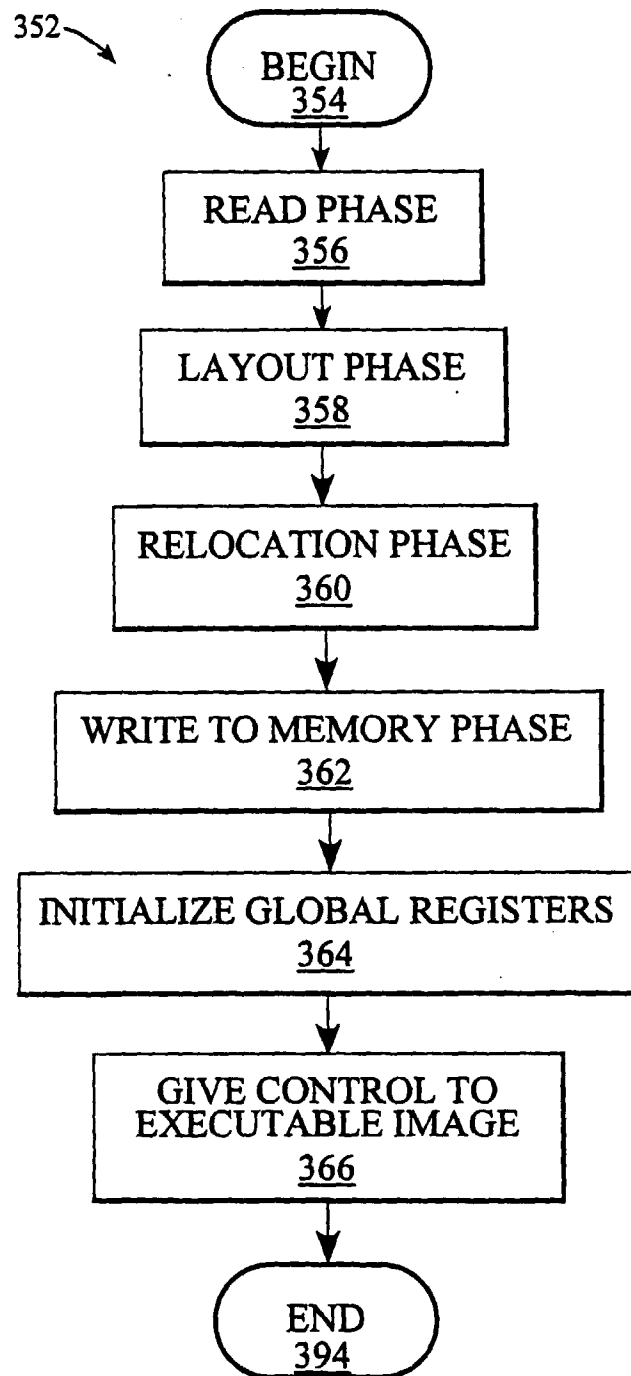 352
BEGIN
354
READ PHASE
356
LAYOUT PHASE
358
RELOCATION PHASE
360
WRITE TO MEMORY PHASE
362
INITIALIZE GLOBAL REGISTERS
364
GIVE CONTROL TO
EXECUTABLE IMAGE
366
END
394